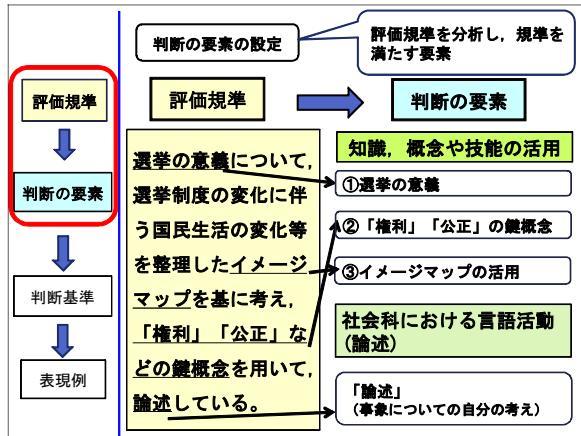 判断の要素の設定
評価規準を分析し，規準を
満たす要素
評価規準
判断の要素
判断基準
表現例
評価規準
判断の要素
選挙の意義について，
選挙制度の変化に伴
う国民生活の変化等
を整理したイメージ
マップを基に考え，
「権利」「公正」な
どの鍵概念を用いて，
論述している。
知識，概念や技能の活用
①選挙の意義
②「権利」「公正」の鍵概念
③イメージマップの活用
社会科における言語活動
(論述)
「論述」
（事象についての自分の考え）